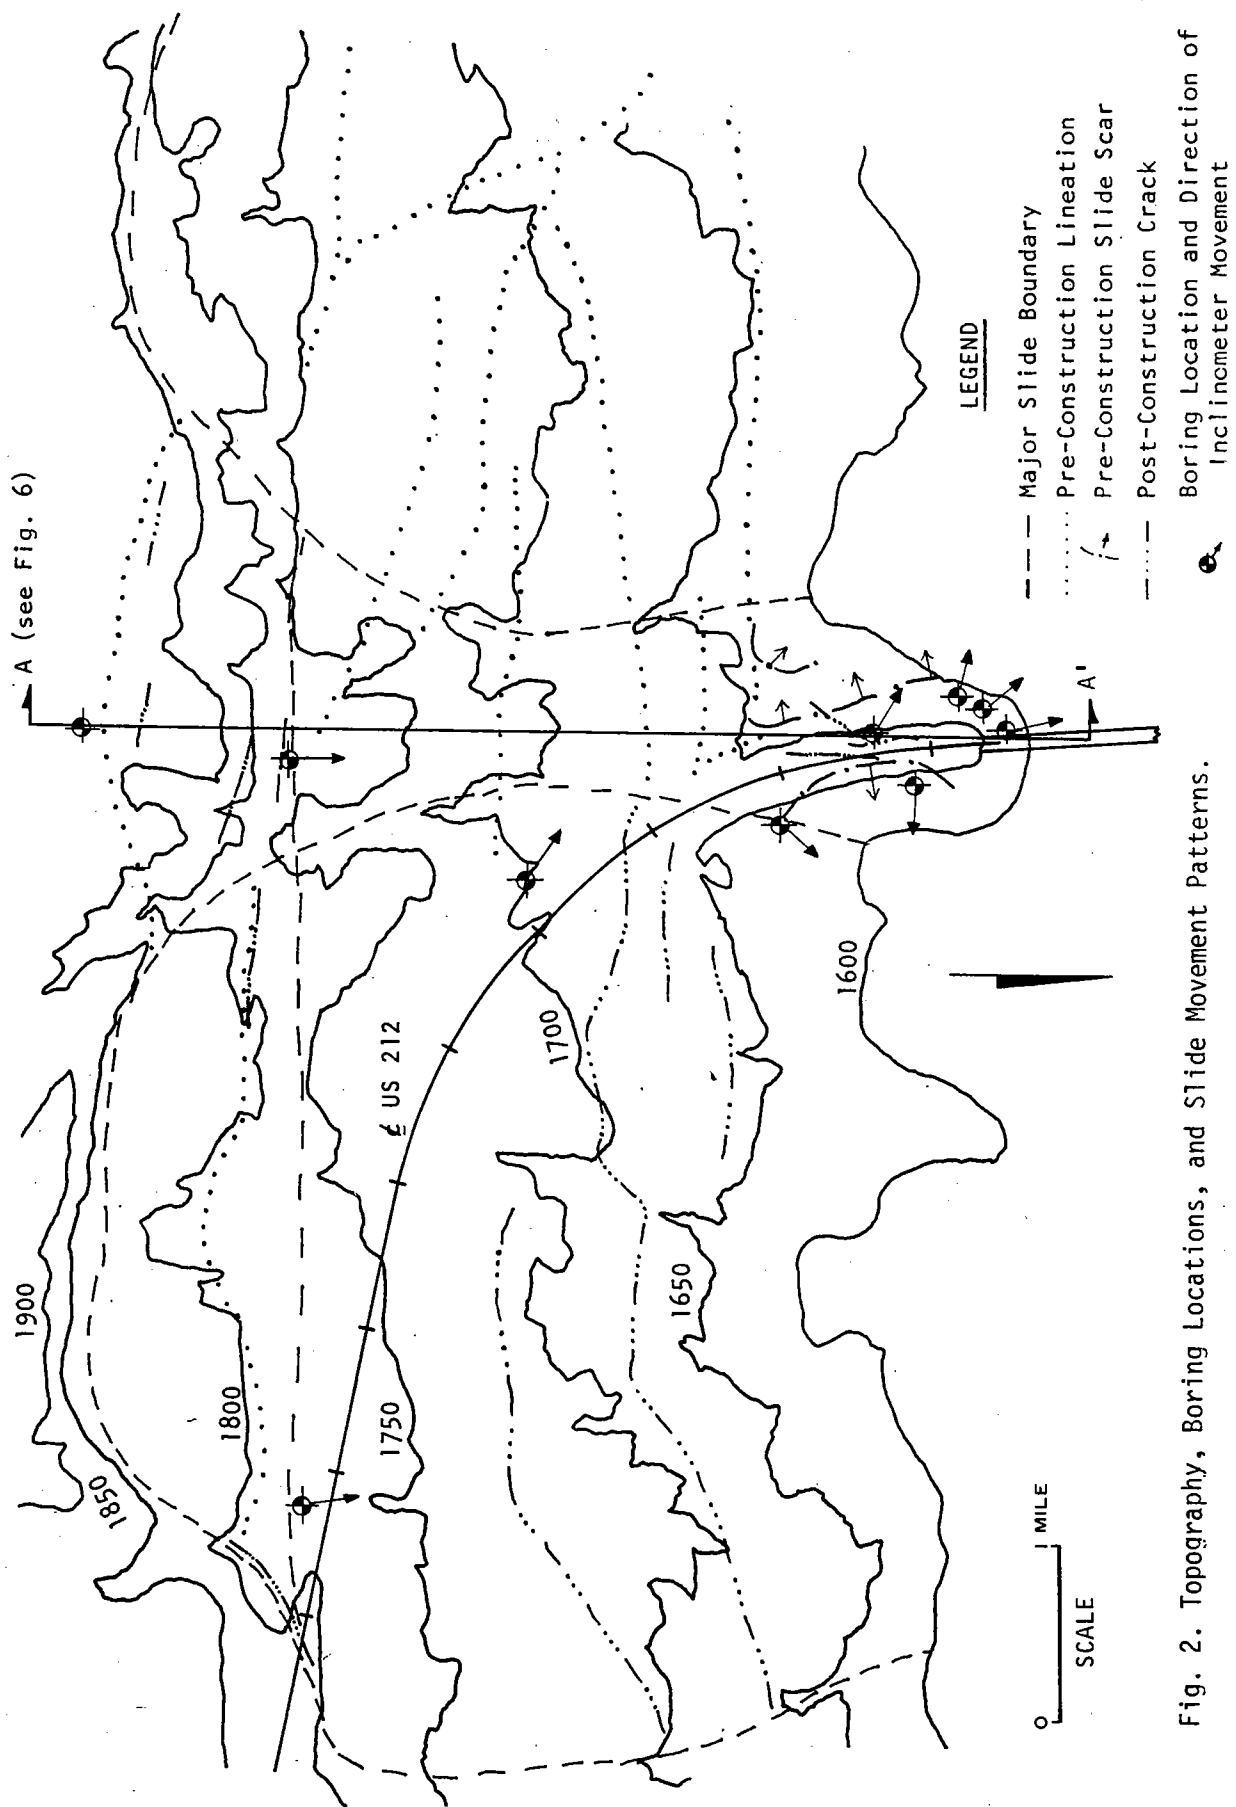 A (see Fig. 6)
1900
1850
1800
1750
℄ US 212
1700
1650
1600
A'
LEGEND
Major Slide Boundary
Pre-Construction Lineation
Pre-Construction Slide Scar
Post-Construction Crack
Boring Location and Direction of
Inclinometer Movement
0 1 MILE
SCALE
Fig. 2. Topography, Boring Locations, and Slide Movement Patterns.